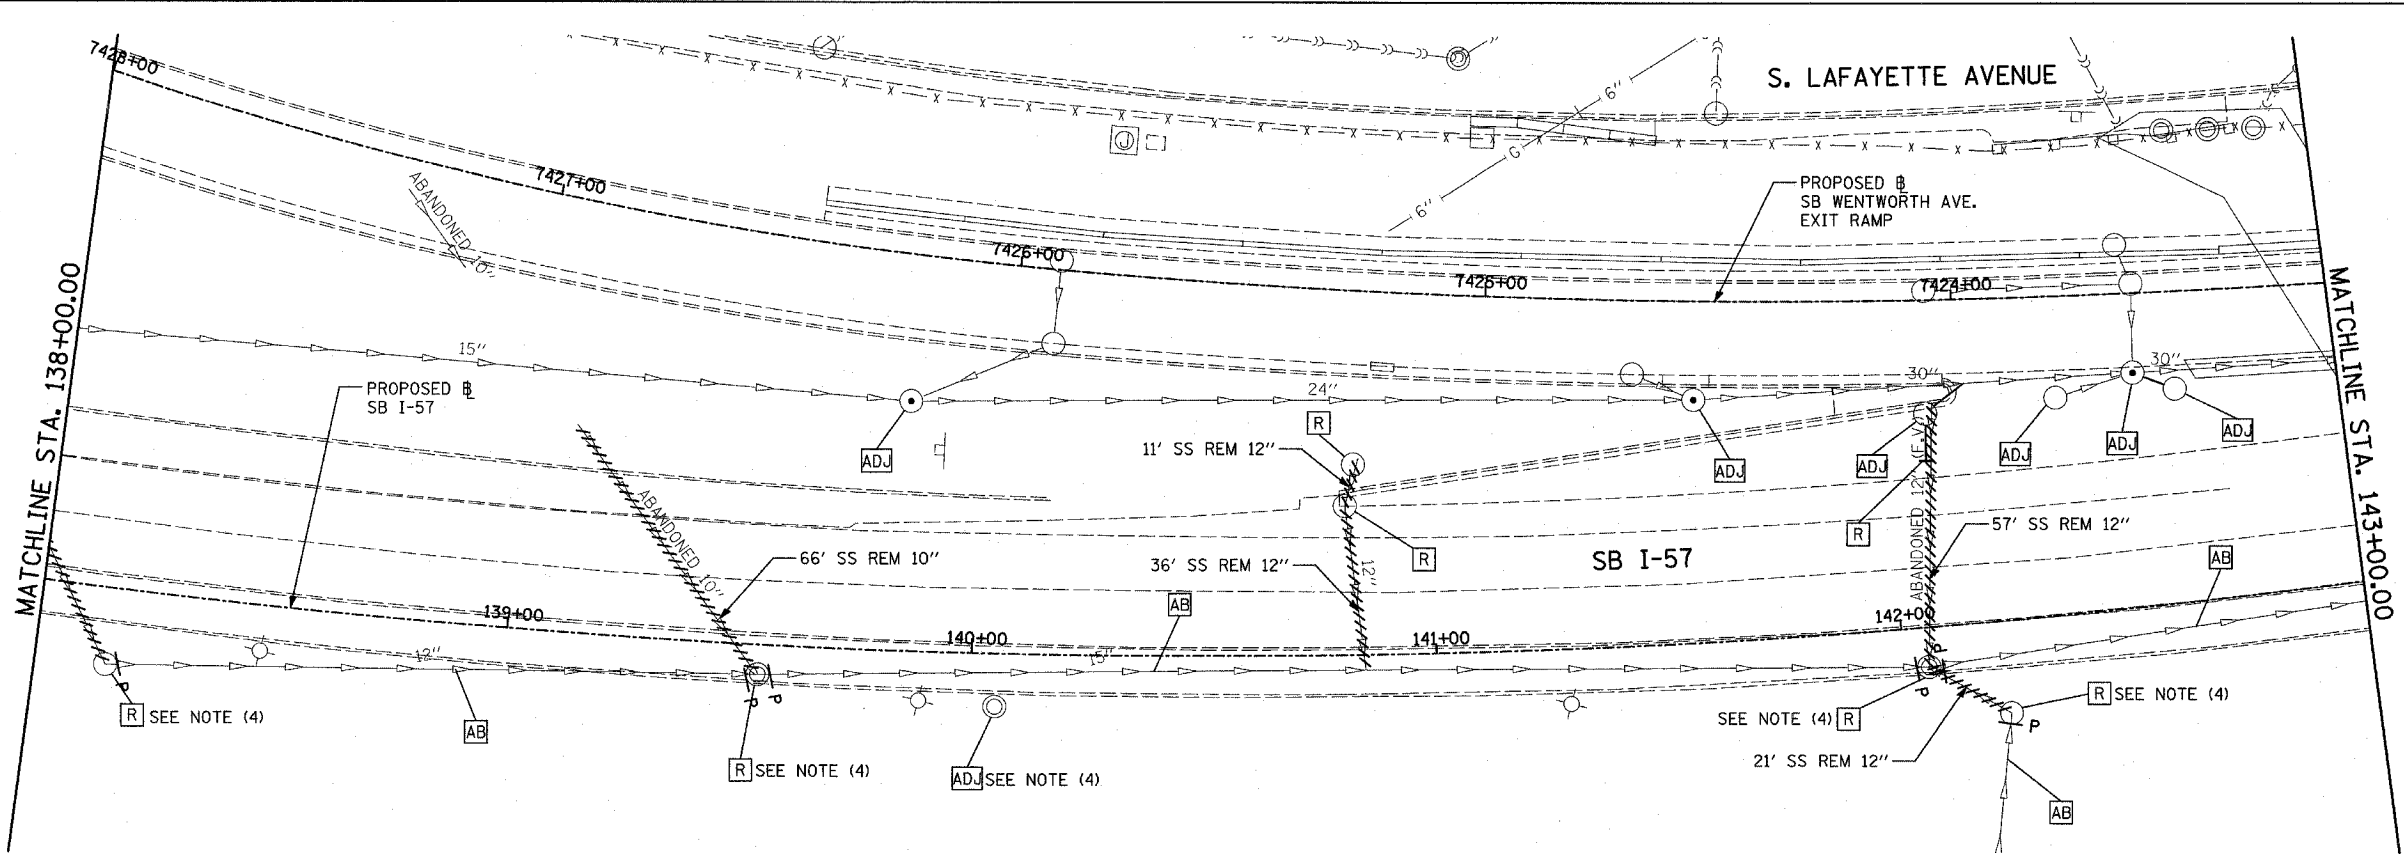 7428+00
S. LAFAYETTE AVENUE
6"
G
6"
J
7427+00
ABANDONED 10"
PROPOSED BL
SB WENTWORTH AVE.
EXIT RAMP
7426+00
7425+00
7424+00
MATCHLINE STA. 138+00.00
MATCHLINE STA. 143+00.00
15"
PROPOSED BL
SB I-57
24"
30"
30"
ADJ
R
11' SS REM 12"
ADJ
ADJ
ADJ
ADJ
ADJ
ABANDONED 10"
66' SS REM 10"
R
36' SS REM 12"
12"
SB I-57
R
ABANDONED 12" (E.V.)
57' SS REM 12"
AB
AB
139+00
140+00
141+00
142+00
12"
15"
P
R SEE NOTE (4)
AB
P
P
R SEE NOTE (4)
ADJ SEE NOTE (4)
P
P
SEE NOTE (4) R
R SEE NOTE (4)
P
21' SS REM 12"
AB